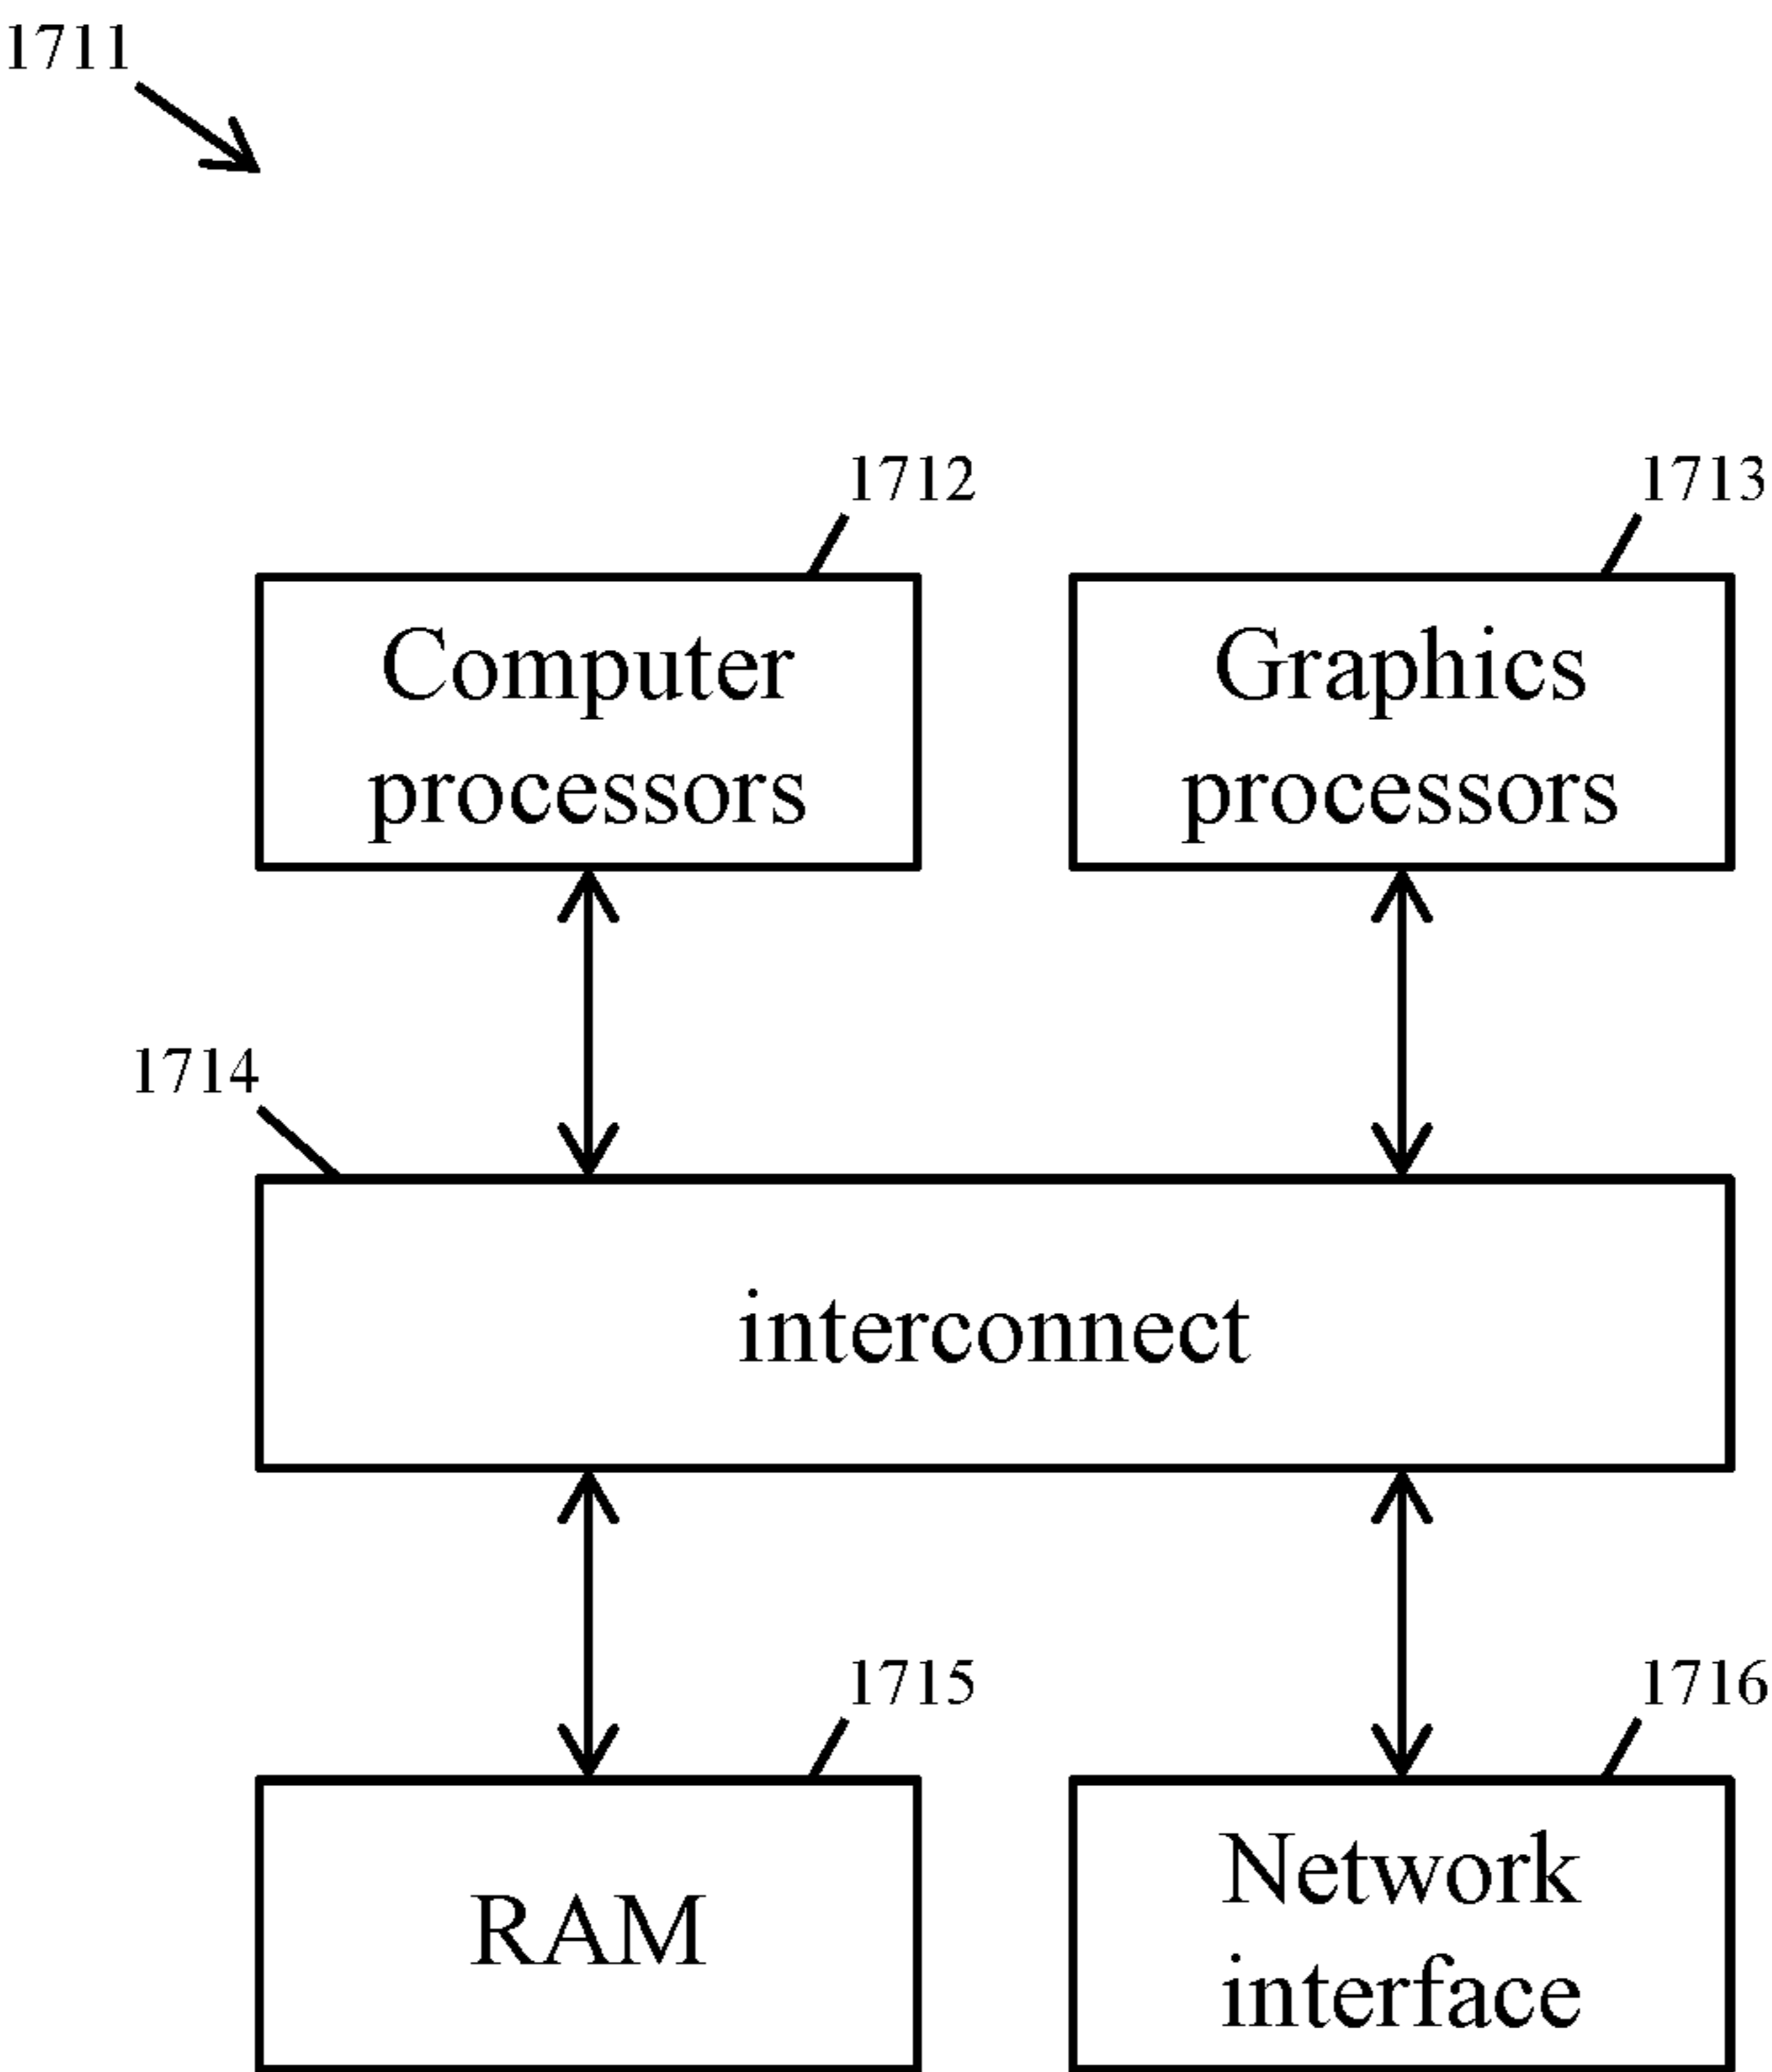 1711
1712
1713
Computer
processors
Graphics
processors
1714
interconnect
1715
1716
RAM
Network
interface